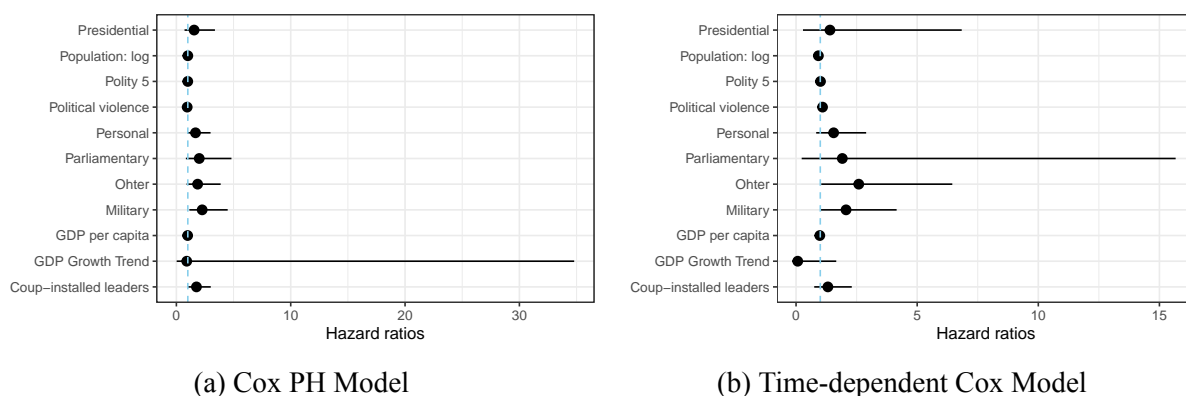 Presidential
Population: log
Polity 5
Political violence
Personal
Parliamentary
Ohter
Military
GDP per capita
GDP Growth Trend
Coup−installed leaders
0 10 20 30
Hazard ratios
(a) Cox PH Model
Presidential
Population: log
Polity 5
Political violence
Personal
Parliamentary
Ohter
Military
GDP per capita
GDP Growth Trend
Coup−installed leaders
0 5 10 15
Hazard ratios
(b) Time-dependent Cox Model